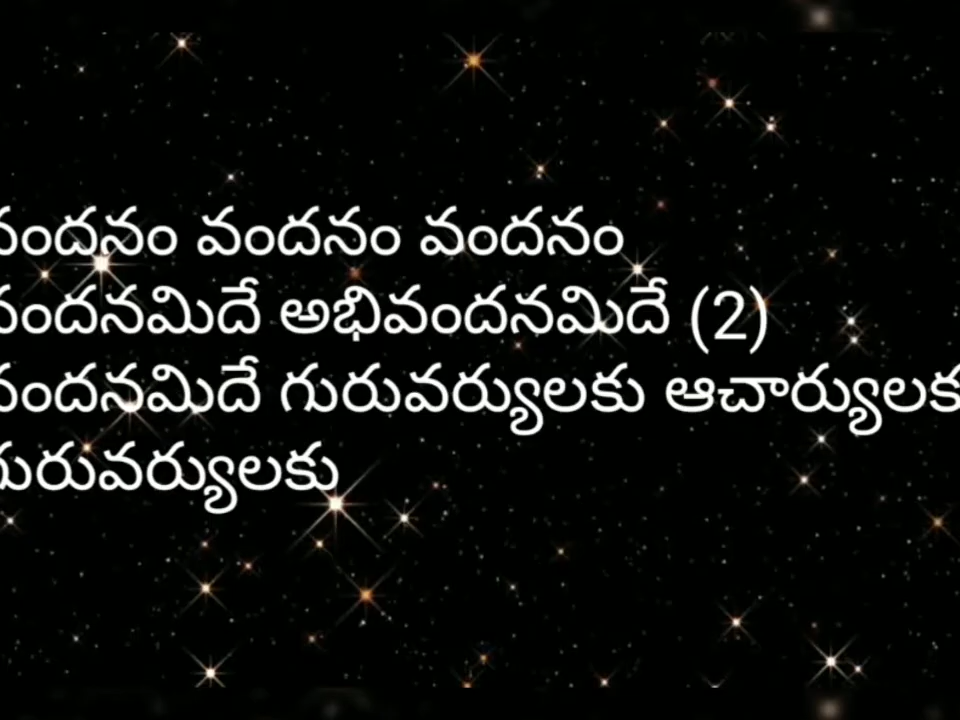 వందనం వందనం వందనం
వందనమిదే అభివందనమిదే (2)
వందనమిదే గురువర్యులకు ఆచార్యులక
గురువర్యులకు